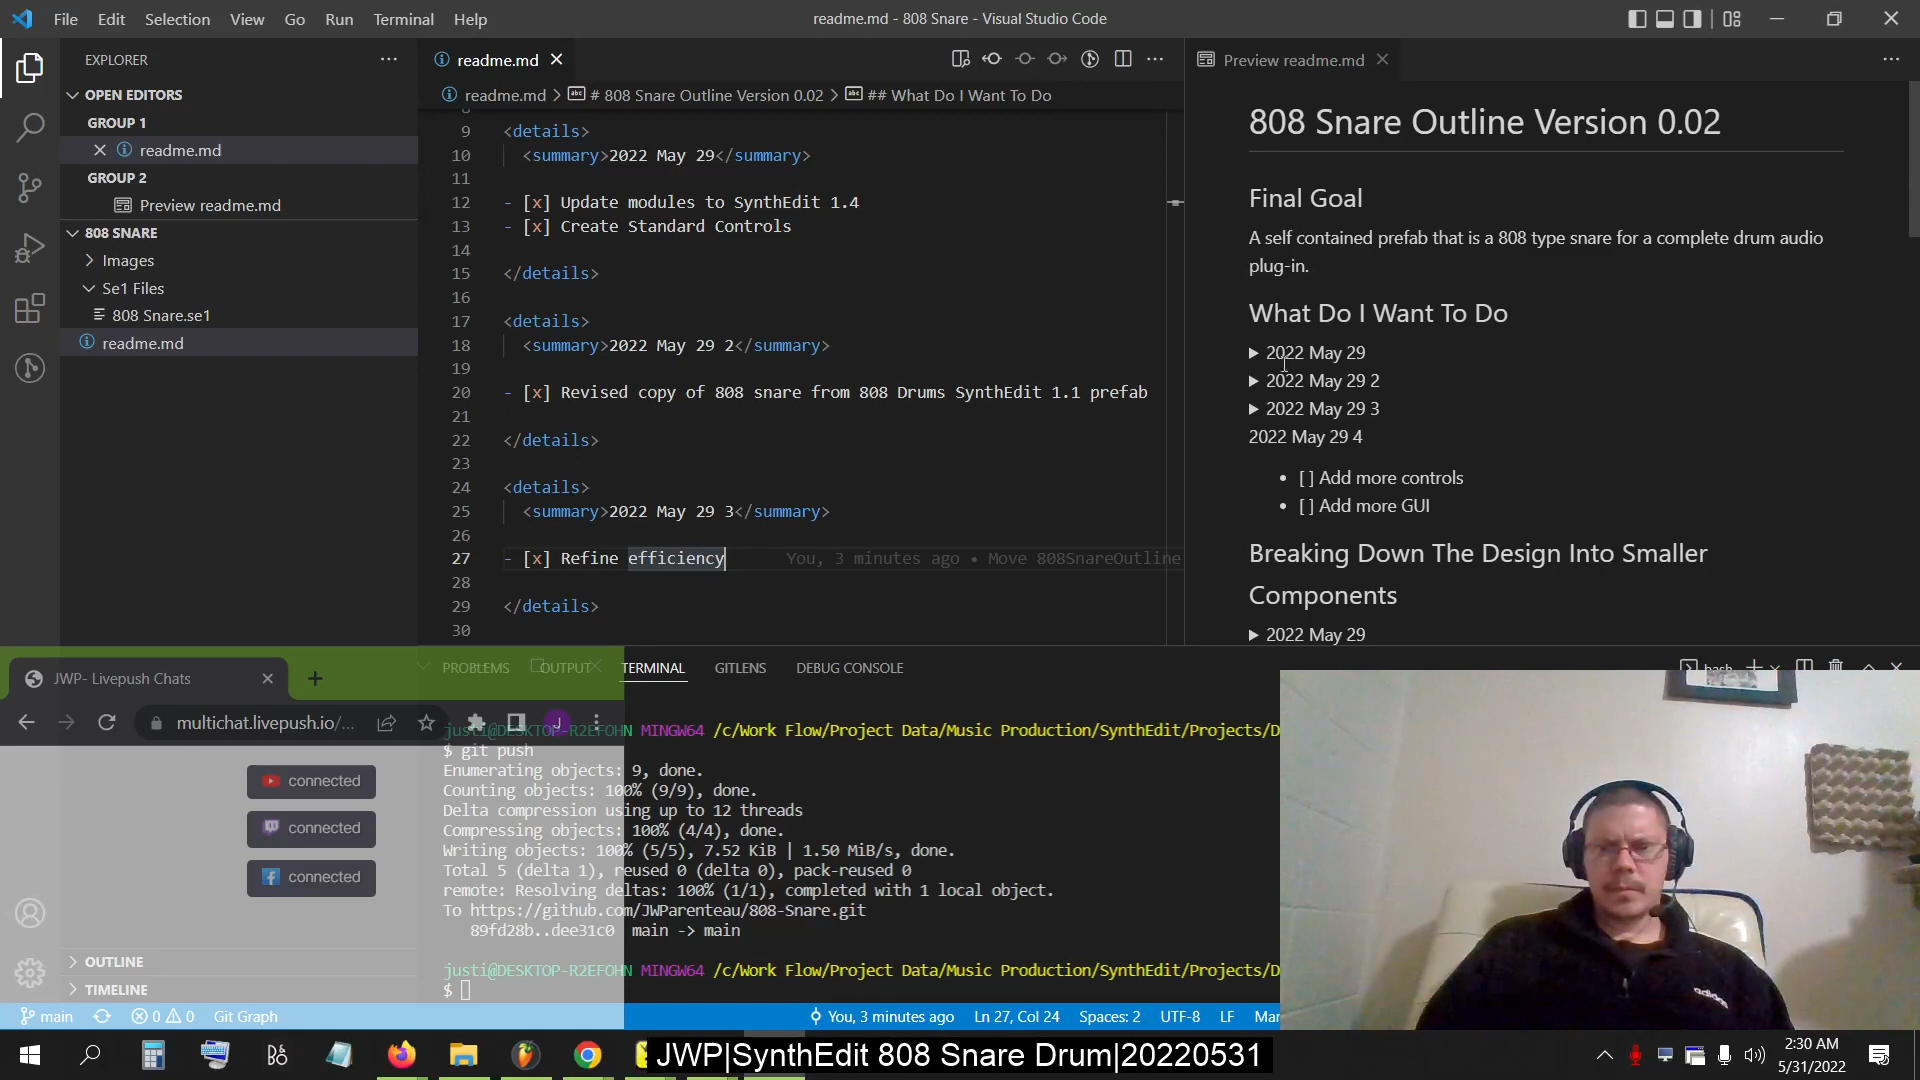 File Edit Selection View Go Run Terminal Help
readme.md - 808 Snare - Visual Studio Code
EXPLORER
OPEN EDITORS
GROUP 1
readme.md
GROUP 2
Preview readme.md
808 SNARE
Images
Se1 Files
808 Snare.se1
readme.md
OUTLINE
TIMELINE
readme.md
readme.md > # 808 Snare Outline Version 0.02 > ## What Do I Want To Do
9 <details>
10 <summary>2022 May 29</summary>
11
12 - [x] Update modules to SynthEdit 1.4
13 - [x] Create Standard Controls
14
15 </details>
16
17 <details>
18 <summary>2022 May 29 2</summary>
19
20 - [x] Revised copy of 808 snare from 808 Drums SynthEdit 1.1 prefab
21
22 </details>
23
24 <details>
25 <summary>2022 May 29 3</summary>
26
27 - [x] Refine efficiency You, 3 minutes ago • Move 808SnareOutline
28
29 </details>
30
Preview readme.md
808 Snare Outline Version 0.02
Final Goal
A self contained prefab that is a 808 type snare for a complete drum audio
plug-in.
What Do I Want To Do
2022 May 29
2022 May 29 2
2022 May 29 3
2022 May 29 4
• [ ] Add more controls
• [ ] Add more GUI
Breaking Down The Design Into Smaller
Components
2022 May 29
PROBLEMS OUTPUT TERMINAL GITLENS DEBUG CONSOLE
bash
JWP- Livepush Chats
multichat.livepush.io/...
J
connected
connected
connected
justi@DESKTOP-R2EFOHN MINGW64 /c/Work Flow/Project Data/Music Production/SynthEdit/Projects/D
$ git push
Enumerating objects: 9, done.
Counting objects: 100% (9/9), done.
Delta compression using up to 12 threads
Compressing objects: 100% (4/4), done.
Writing objects: 100% (5/5), 7.52 KiB | 1.50 MiB/s, done.
Total 5 (delta 1), reused 0 (delta 0), pack-reused 0
remote: Resolving deltas: 100% (1/1), completed with 1 local object.
To https://github.com/JWParenteau/808-Snare.git
89fd28b..dee31c0 main -> main
justi@DESKTOP-R2EFOHN MINGW64 /c/Work Flow/Project Data/Music Production/SynthEdit/Projects/D
$
adidas
main 0 0 Git Graph You, 3 minutes ago Ln 27, Col 24 Spaces: 2 UTF-8 LF Mar
JWP|SynthEdit 808 Snare Drum|20220531
2:30 AM
5/31/2022